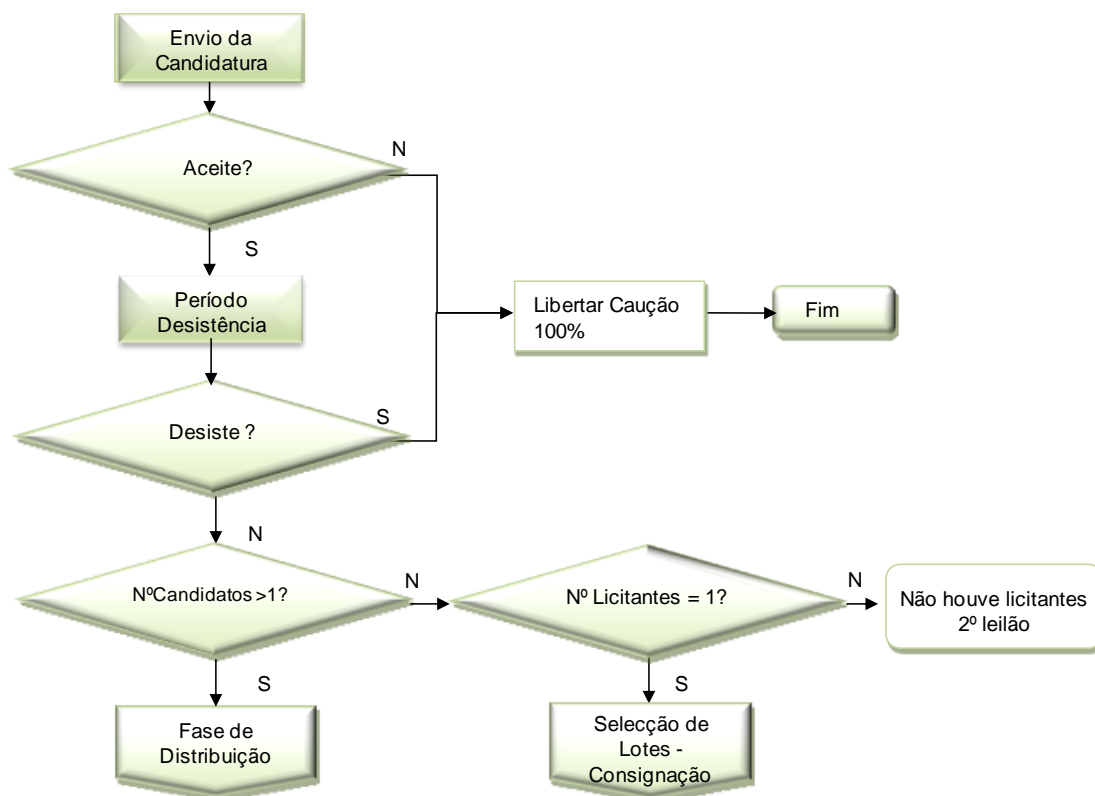 Envio da
Candidatura
Aceite?
N
S
Período
Desistência
Libertar Caução
100%
Fim
Desiste ?
S
N
NºCandidatos >1?
N
Nº Licitantes = 1?
N
Não houve licitantes
2º leilão
S
S
Fase de
Distribuição
Selecção de
Lotes -
Consignação